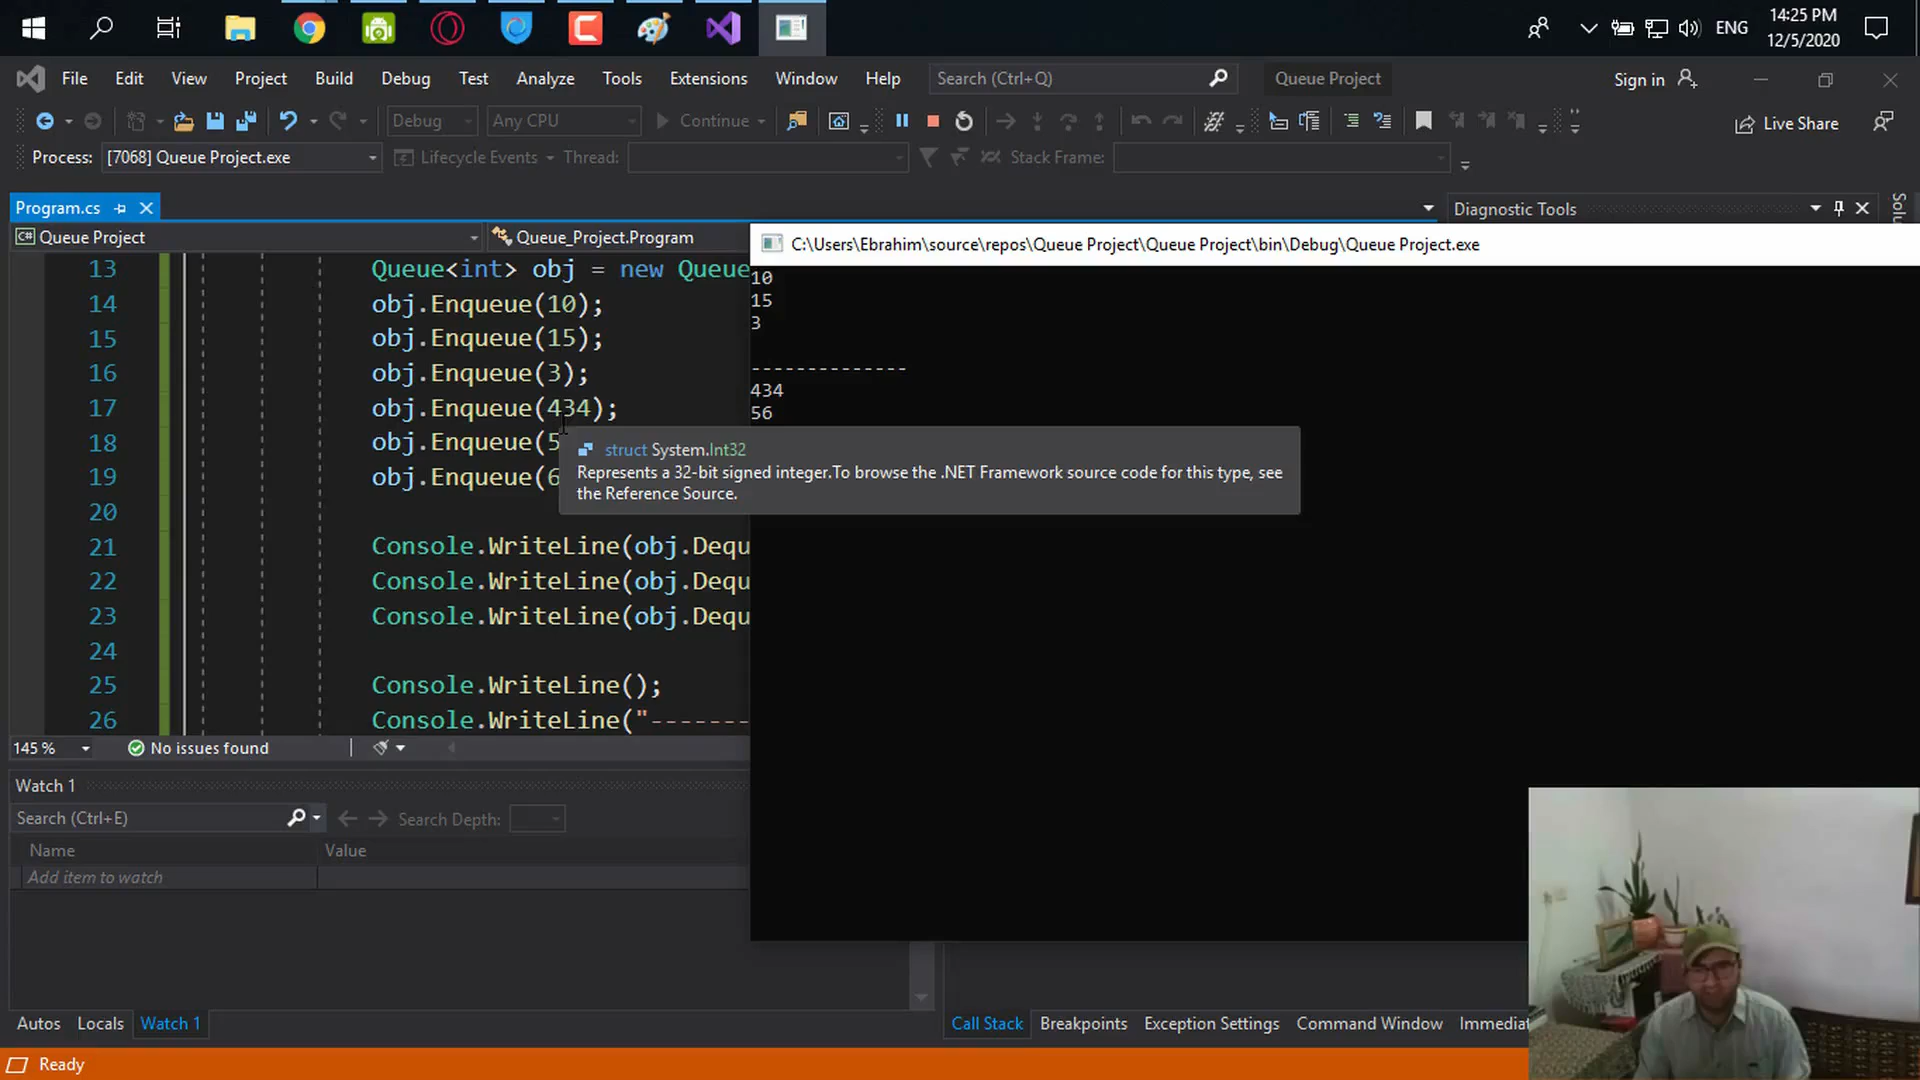 ENG
14:25 PM
12/5/2020
File Edit View Project Build Debug Test Analyze Tools Extensions Window Help Search (Ctrl+Q) Queue Project Sign in
Debug Any CPU Continue Live Share
Process: [7068] Queue Project.exe Lifecycle Events Thread: Stack Frame:
Program.cs
Diagnostic Tools
Queue Project Queue_Project.Program
C:\Users\Ebrahim\source\repos\Queue Project\Queue Project\bin\Debug\Queue Project.exe
13 Queue<int> obj = new Queue
14 obj.Enqueue(10);
15 obj.Enqueue(15);
16 obj.Enqueue(3);
17 obj.Enqueue(434);
18 obj.Enqueue(5
19 obj.Enqueue(6
20
21 Console.WriteLine(obj.Dequ
22 Console.WriteLine(obj.Dequ
23 Console.WriteLine(obj.Dequ
24
25 Console.WriteLine();
26 Console.WriteLine("-------
10
15
3
--------------
434
56
struct System.Int32
Represents a 32-bit signed integer.To browse the .NET Framework source code for this type, see
the Reference Source.
145 % No issues found
Watch 1
Search (Ctrl+E) Search Depth:
Name Value
Add item to watch
Autos Locals Watch 1
Call Stack Breakpoints Exception Settings Command Window Immedia
Ready